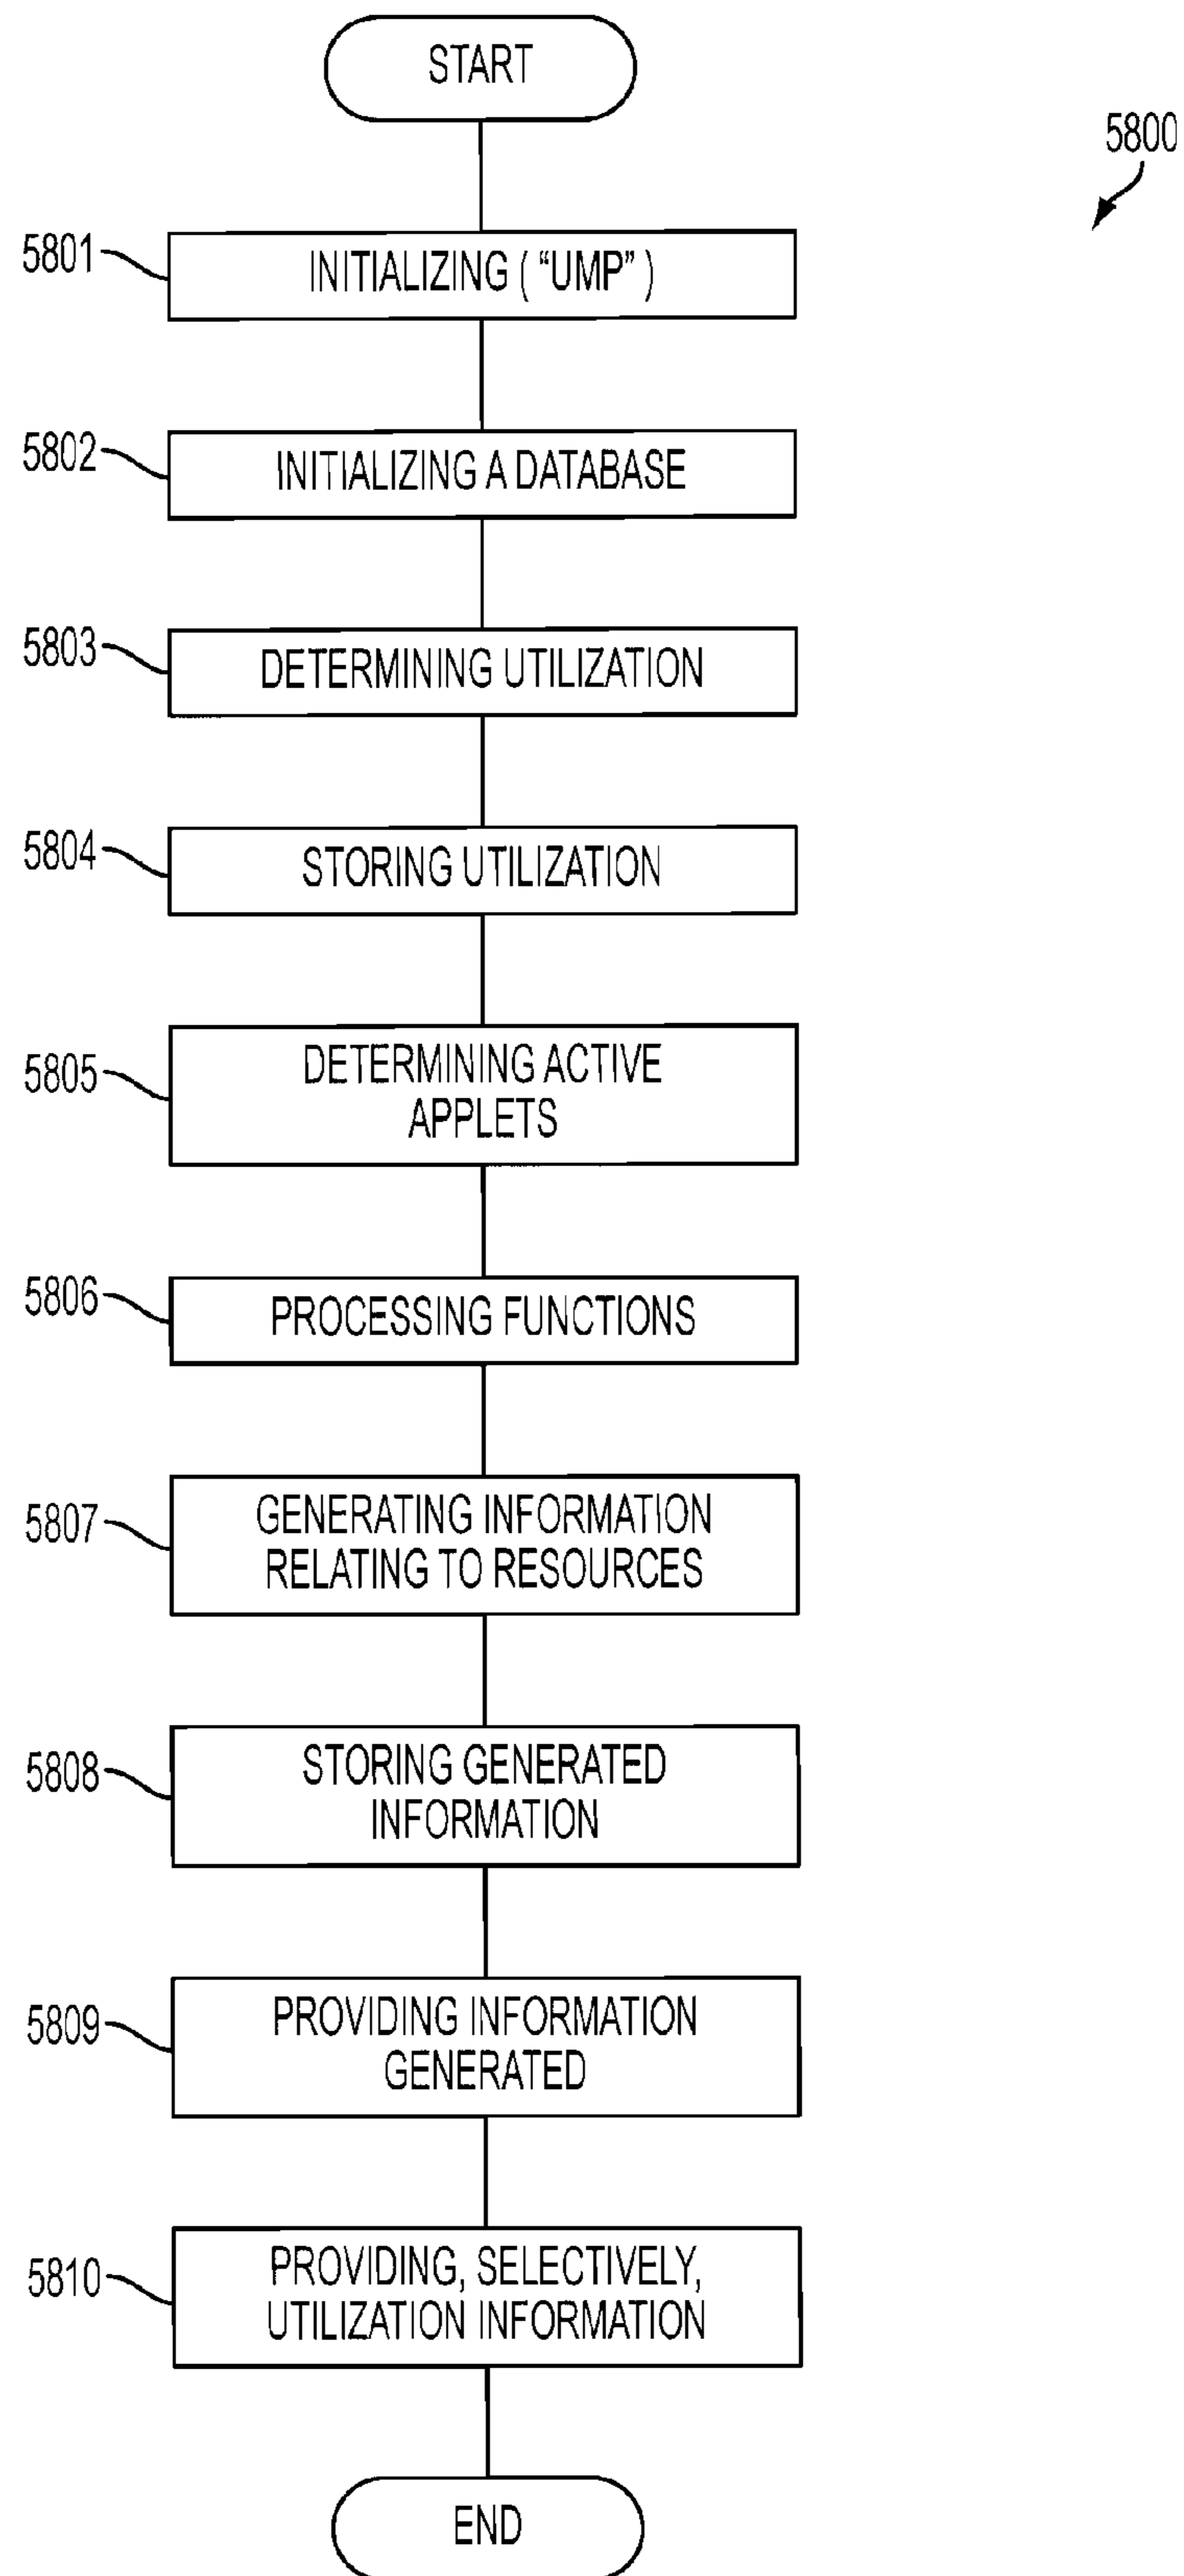 START
5800
5801
INITIALIZING ( “UMP” )
5802
INITIALIZING A DATABASE
5803
DETERMINING UTILIZATION
5804
STORING UTILIZATION
5805
DETERMINING ACTIVE
APPLETS
5806
PROCESSING FUNCTIONS
5807
GENERATING INFORMATION
RELATING TO RESOURCES
5808
STORING GENERATED
INFORMATION
5809
PROVIDING INFORMATION
GENERATED
5810
PROVIDING, SELECTIVELY,
UTILIZATION INFORMATION
END